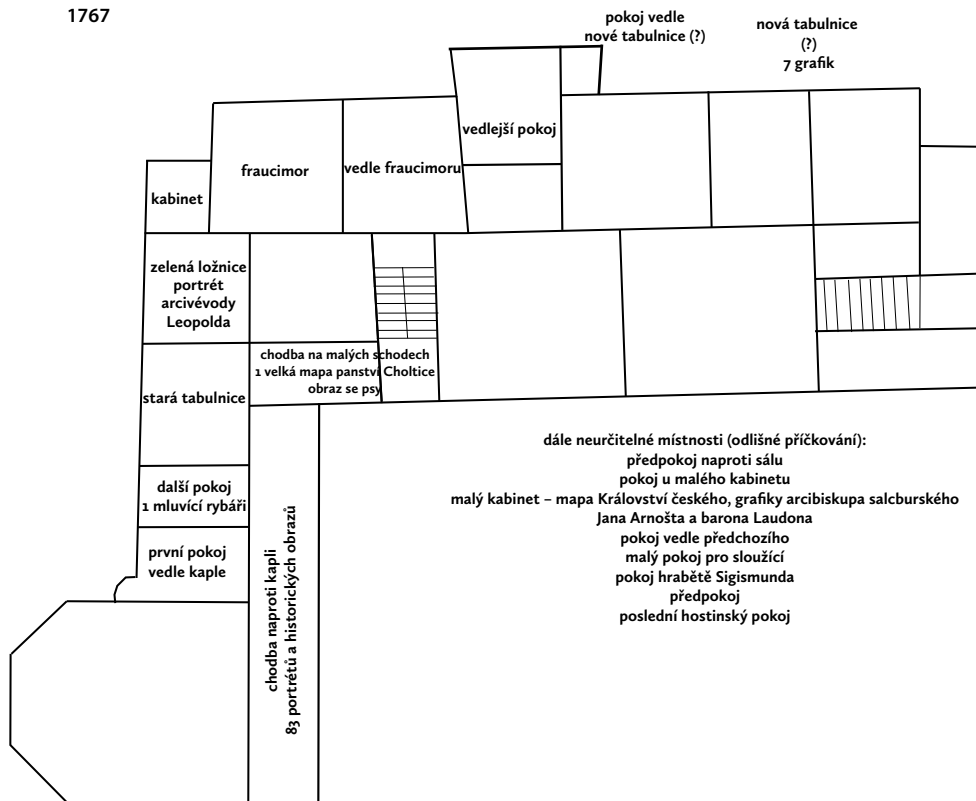 1767
pokoj vedle
nové tabulnice (?)
nová tabulnice
(?)
7 grafik
vedlejší pokoj
fraucimor
vedle fraucimoru
kabinet
zelená ložnice
portrét
arcivévody
Leopolda
chodba na malých schodech
1 velká mapa panství Choltice
obraz se psy
stará tabulnice
další pokoj
1 mluvící rybáři
první pokoj
vedle kaple
chodba naproti kapli
83 portrétů a historických obrazů
dále neurčitelné místnosti (odlišné příčkování):
předpokoj naproti sálu
pokoj u malého kabinetu
malý kabinet – mapa Království českého, grafiky arcibiskupa salcburského
Jana Arnošta a barona Laudona
pokoj vedle předchozího
malý pokoj pro sloužící
pokoj hraběte Sigismunda
předpokoj
poslední hostinský pokoj